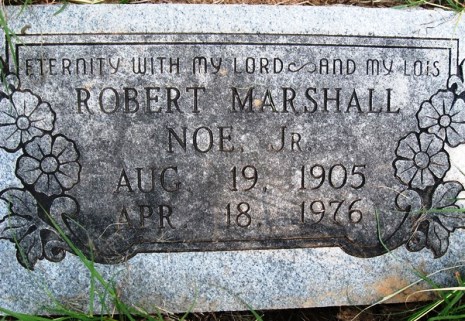 ETERNITY WITH MY LORD AND MY LOIS
ROBERT MARSHALL
NOE, JR.
AUG. 19, 1905
APR 18, 1976